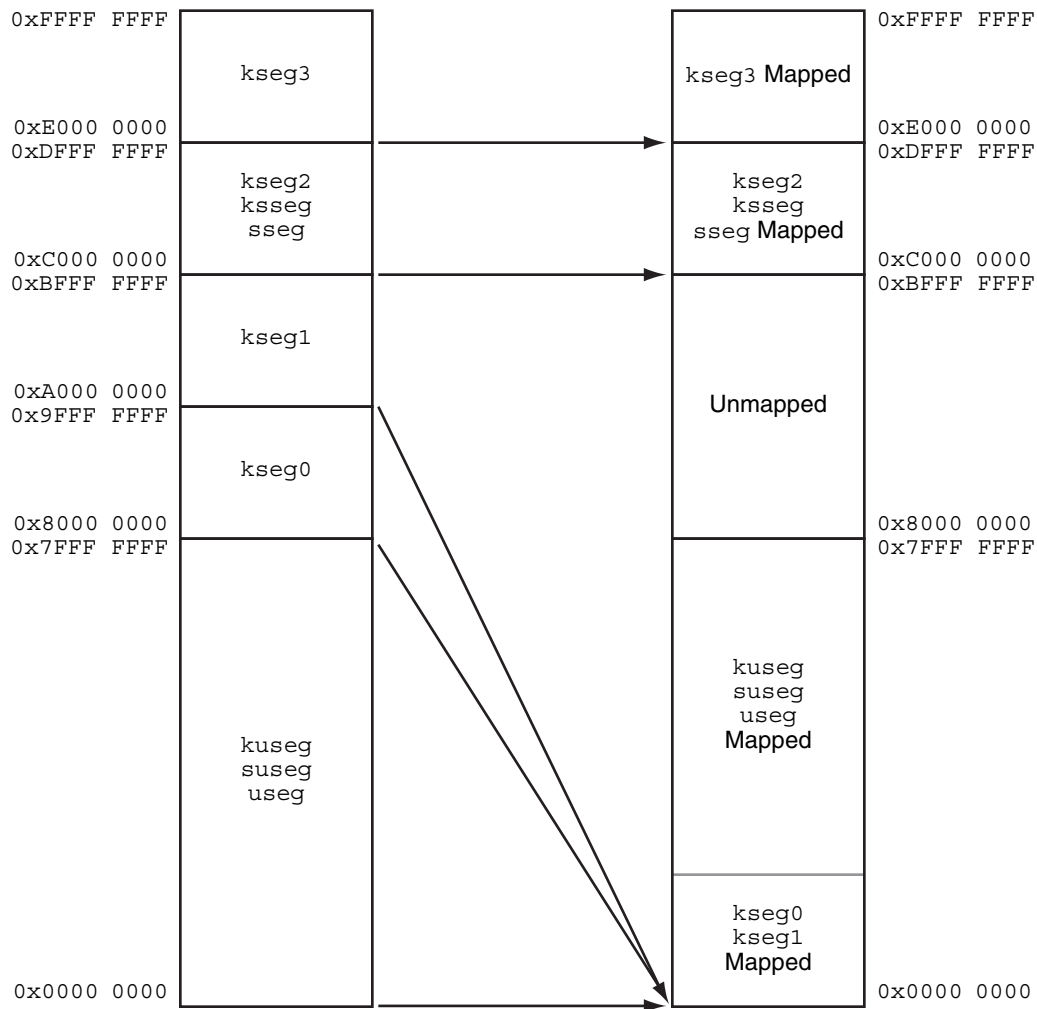 0xFFFF FFFF
kseg3
0xE000 0000
0xDFFF FFFF
kseg2
ksseg
sseg
0xC000 0000
0xBFFF FFFF
kseg1
0xA000 0000
0x9FFF FFFF
kseg0
0x8000 0000
0x7FFF FFFF
kuseg
suseg
useg
0x0000 0000
0xFFFF FFFF
kseg3 Mapped
0xE000 0000
0xDFFF FFFF
kseg2
ksseg
sseg Mapped
0xC000 0000
0xBFFF FFFF
Unmapped
0x8000 0000
0x7FFF FFFF
kuseg
suseg
useg
Mapped
kseg0
kseg1
Mapped
0x0000 0000